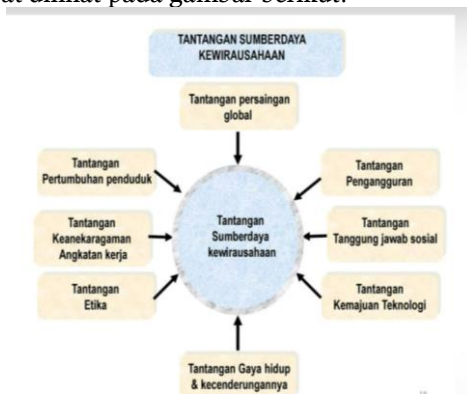 TANTANGAN SUMBERDAYA
KEWIRAUSAHAAN
Tantangan persaingan
global
Tantangan
Pertumbuhan penduduk
Tantangan
Pengangguran
Tantangan
Keanekaragaman
Angkatan kerja
Tantangan
Sumberdaya
kewirausahaan
Tantangan
Tanggung jawab sosial
Tantangan
Etika
Tantangan
Kemajuan Teknologi
Tantangan Gaya hidup
& kecenderungannya